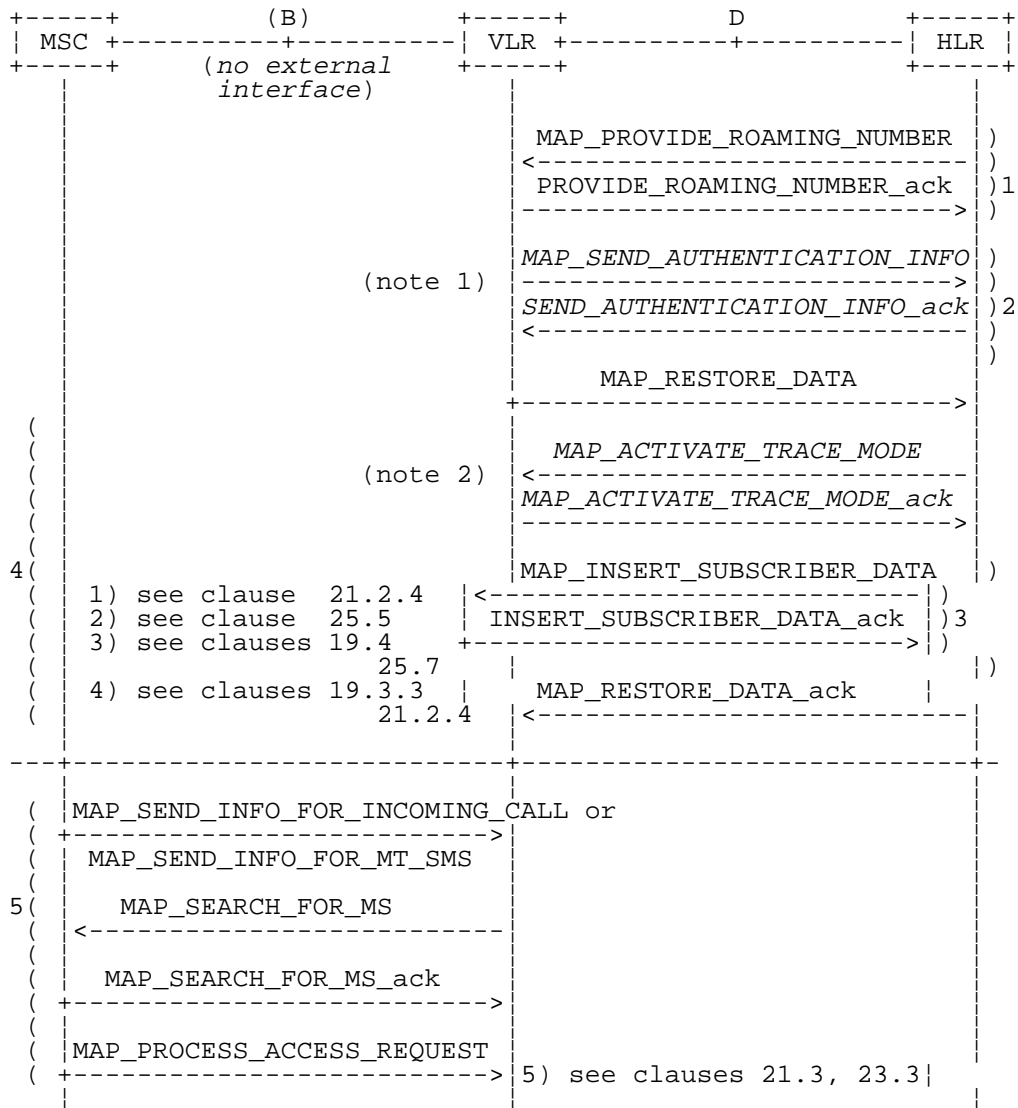 +-----+ (B) +-----+ D +-----+
¦ MSC +----------+----------¦ VLR +----------+----------¦ HLR ¦
+-----+ (no external +-----+ +-----+
interface)
MAP_PROVIDE_ROAMING_NUMBER )
<---------------------------- )
PROVIDE_ROAMING_NUMBER_ack )1
---------------------------> )
MAP_SEND_AUTHENTICATION_INFO )
(note 1) ---------------------------> )
SEND_AUTHENTICATION_INFO_ack )2
<--------------------------- )
)
MAP_RESTORE_DATA
+--------------------------->
(
( MAP_ACTIVATE_TRACE_MODE
( (note 2) <---------------------------
( MAP_ACTIVATE_TRACE_MODE_ack
( --------------------------->
(
4( MAP_INSERT_SUBSCRIBER_DATA )
( 1) see clause 21.2.4 ¦<---------------------------¦)
( 2) see clause 25.5 ¦ INSERT_SUBSCRIBER_DATA_ack ¦)3
( 3) see clauses 19.4 +--------------------------->¦)
( 25.7 ¦ ¦)
( 4) see clauses 19.3.3 ¦ MAP_RESTORE_DATA_ack ¦
( 21.2.4 ¦<---------------------------
---+---------------------------+----------------------------+-
( MAP_SEND_INFO_FOR_INCOMING_CALL or
( +-------------------------->
( MAP_SEND_INFO_FOR_MT_SMS
(
5( MAP_SEARCH_FOR_MS
( <--------------------------
(
( MAP_SEARCH_FOR_MS_ack
( +-------------------------->
(
( MAP_PROCESS_ACCESS_REQUEST
( +-------------------------->¦5) see clauses 21.3, 23.3¦